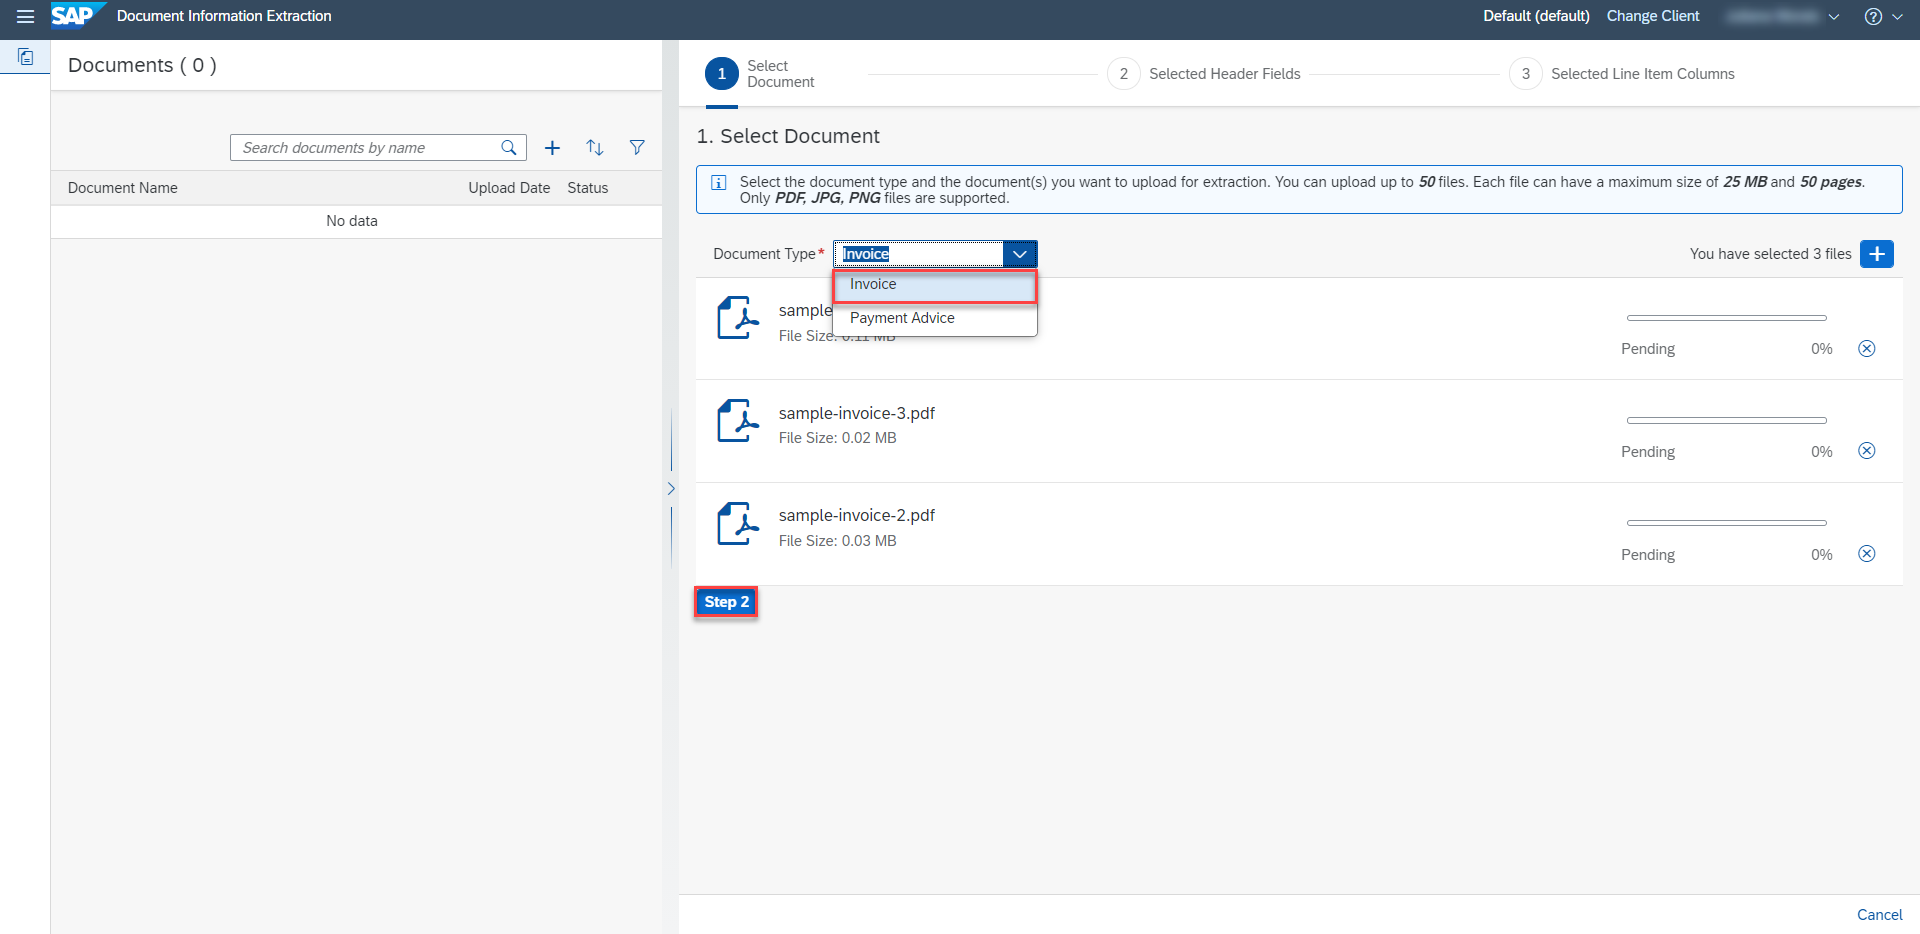 SAP Document Information Extraction
Default (default) Change Client
Documents ( 0 )
Search documents by name
Document Name Upload Date Status
No data
1 Select
Document
2 Selected Header Fields
3 Selected Line Item Columns
1. Select Document
Select the document type and the document(s) you want to upload for extraction. You can upload up to 50 files. Each file can have a maximum size of 25 MB and 50 pages.
Only PDF, JPG, PNG files are supported.
Document Type* Invoice
You have selected 3 files
Invoice
Payment Advice
sample
File Size: 0.11 MB
Pending 0%
sample-invoice-3.pdf
File Size: 0.02 MB
Pending 0%
sample-invoice-2.pdf
File Size: 0.03 MB
Pending 0%
Step 2
Cancel